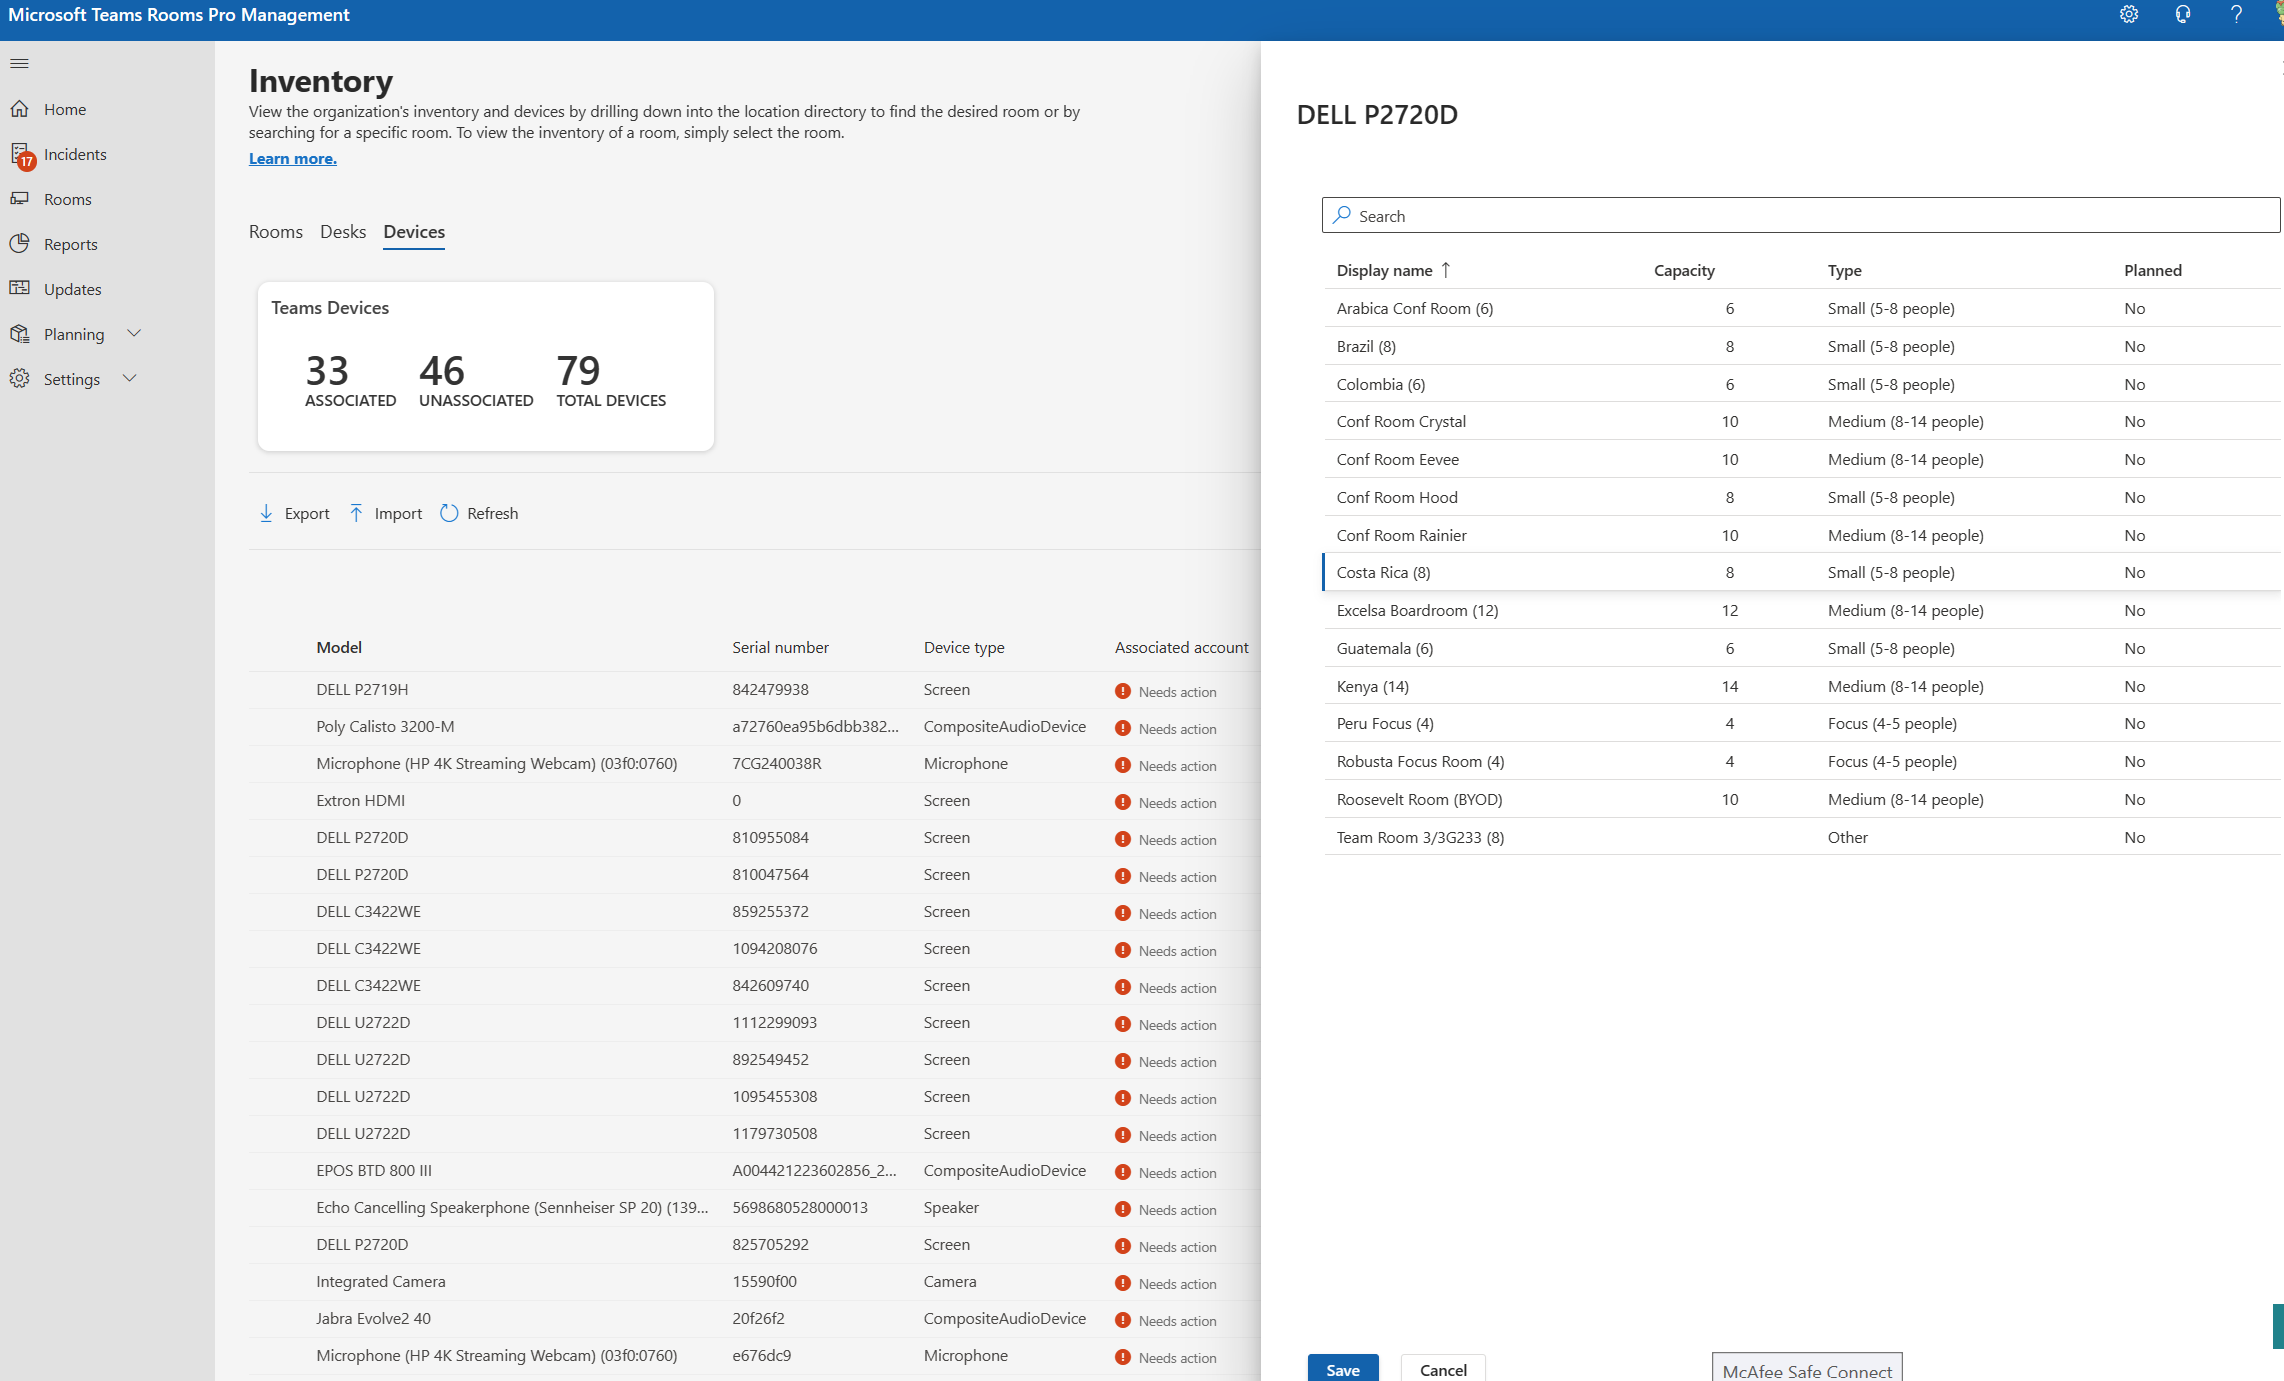 Microsoft Teams Rooms Pro Management
Home
17
Incidents
Rooms
Reports
Updates
Planning
Settings
Inventory
View the organization's inventory and devices by drilling down into the location directory to find the desired room or by
searching for a specific room. To view the inventory of a room, simply select the room.
Learn more.
Rooms Desks Devices
Teams Devices
33 46 79
ASSOCIATED UNASSOCIATED TOTAL DEVICES
Export Import Refresh
Model Serial number Device type Associated account
DELL P2719H 842479938 Screen Needs action
Poly Calisto 3200-M a72760ea95b6dbb382... CompositeAudioDevice Needs action
Microphone (HP 4K Streaming Webcam) (03f0:0760) 7CG240038R Microphone Needs action
Extron HDMI 0 Screen Needs action
DELL P2720D 810955084 Screen Needs action
DELL P2720D 810047564 Screen Needs action
DELL C3422WE 859255372 Screen Needs action
DELL C3422WE 1094208076 Screen Needs action
DELL C3422WE 842609740 Screen Needs action
DELL U2722D 1112299093 Screen Needs action
DELL U2722D 892549452 Screen Needs action
DELL U2722D 1095455308 Screen Needs action
DELL U2722D 1179730508 Screen Needs action
EPOS BTD 800 III A004421223602856_2... CompositeAudioDevice Needs action
Echo Cancelling Speakerphone (Sennheiser SP 20) (139... 5698680528000013 Speaker Needs action
DELL P2720D 825705292 Screen Needs action
Integrated Camera 15590f00 Camera Needs action
Jabra Evolve2 40 20f26f2 CompositeAudioDevice Needs action
Microphone (HP 4K Streaming Webcam) (03f0:0760) e676dc9 Microphone Needs action
DELL P2720D
Search
Display name ↑ Capacity Type Planned
Arabica Conf Room (6) 6 Small (5-8 people) No
Brazil (8) 8 Small (5-8 people) No
Colombia (6) 6 Small (5-8 people) No
Conf Room Crystal 10 Medium (8-14 people) No
Conf Room Eevee 10 Medium (8-14 people) No
Conf Room Hood 8 Small (5-8 people) No
Conf Room Rainier 10 Medium (8-14 people) No
Costa Rica (8) 8 Small (5-8 people) No
Excelsa Boardroom (12) 12 Medium (8-14 people) No
Guatemala (6) 6 Small (5-8 people) No
Kenya (14) 14 Medium (8-14 people) No
Peru Focus (4) 4 Focus (4-5 people) No
Robusta Focus Room (4) 4 Focus (4-5 people) No
Roosevelt Room (BYOD) 10 Medium (8-14 people) No
Team Room 3/3G233 (8) Other No
Save Cancel
McAfee Safe Connect